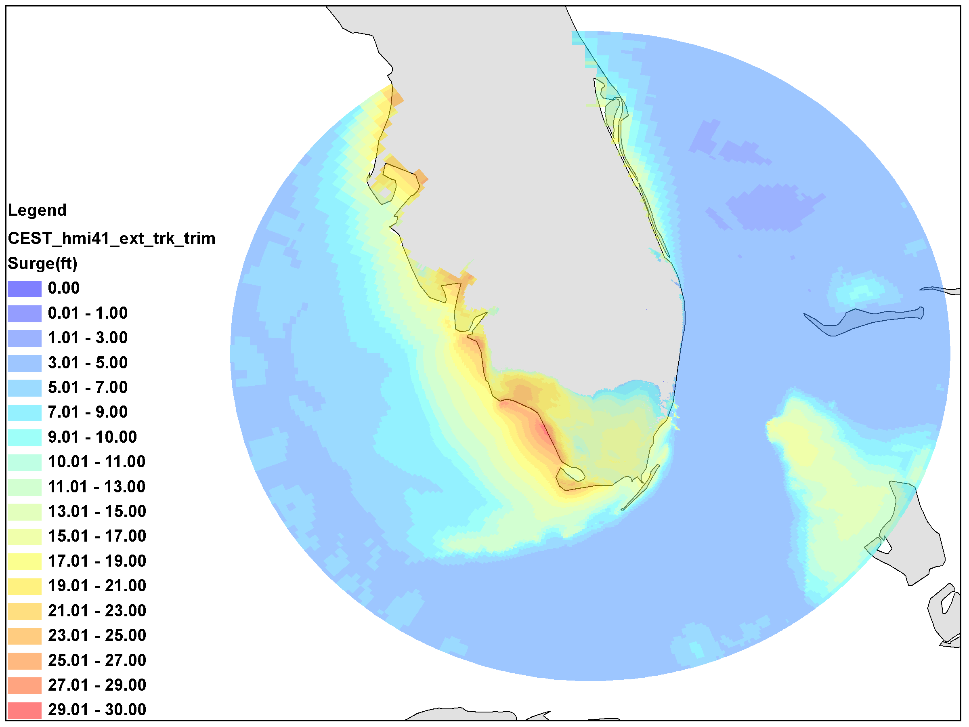 Legend
CEST_hmi41_ext_trk_trim
Surge(ft)
0.00
0.01 - 1.00
1.01 - 3.00
3.01 - 5.00
5.01 - 7.00
7.01 - 9.00
9.01 - 10.00
10.01 - 11.00
11.01 - 13.00
13.01 - 15.00
15.01 - 17.00
17.01 - 19.00
19.01 - 21.00
21.01 - 23.00
23.01 - 25.00
25.01 - 27.00
27.01 - 29.00
29.01 - 30.00